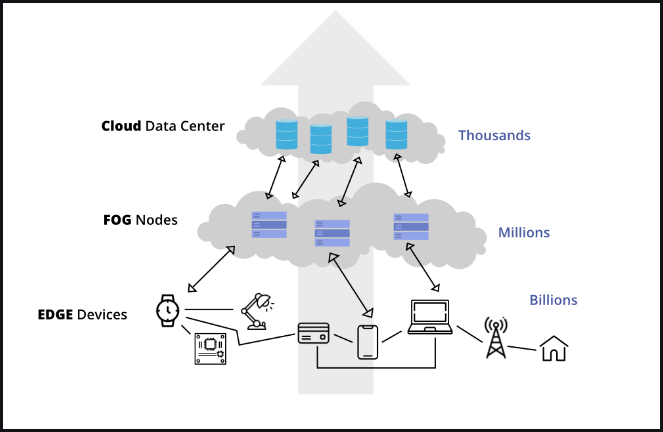 Cloud Data Center
Thousands
FOG Nodes
Millions
EDGE Devices
Billions